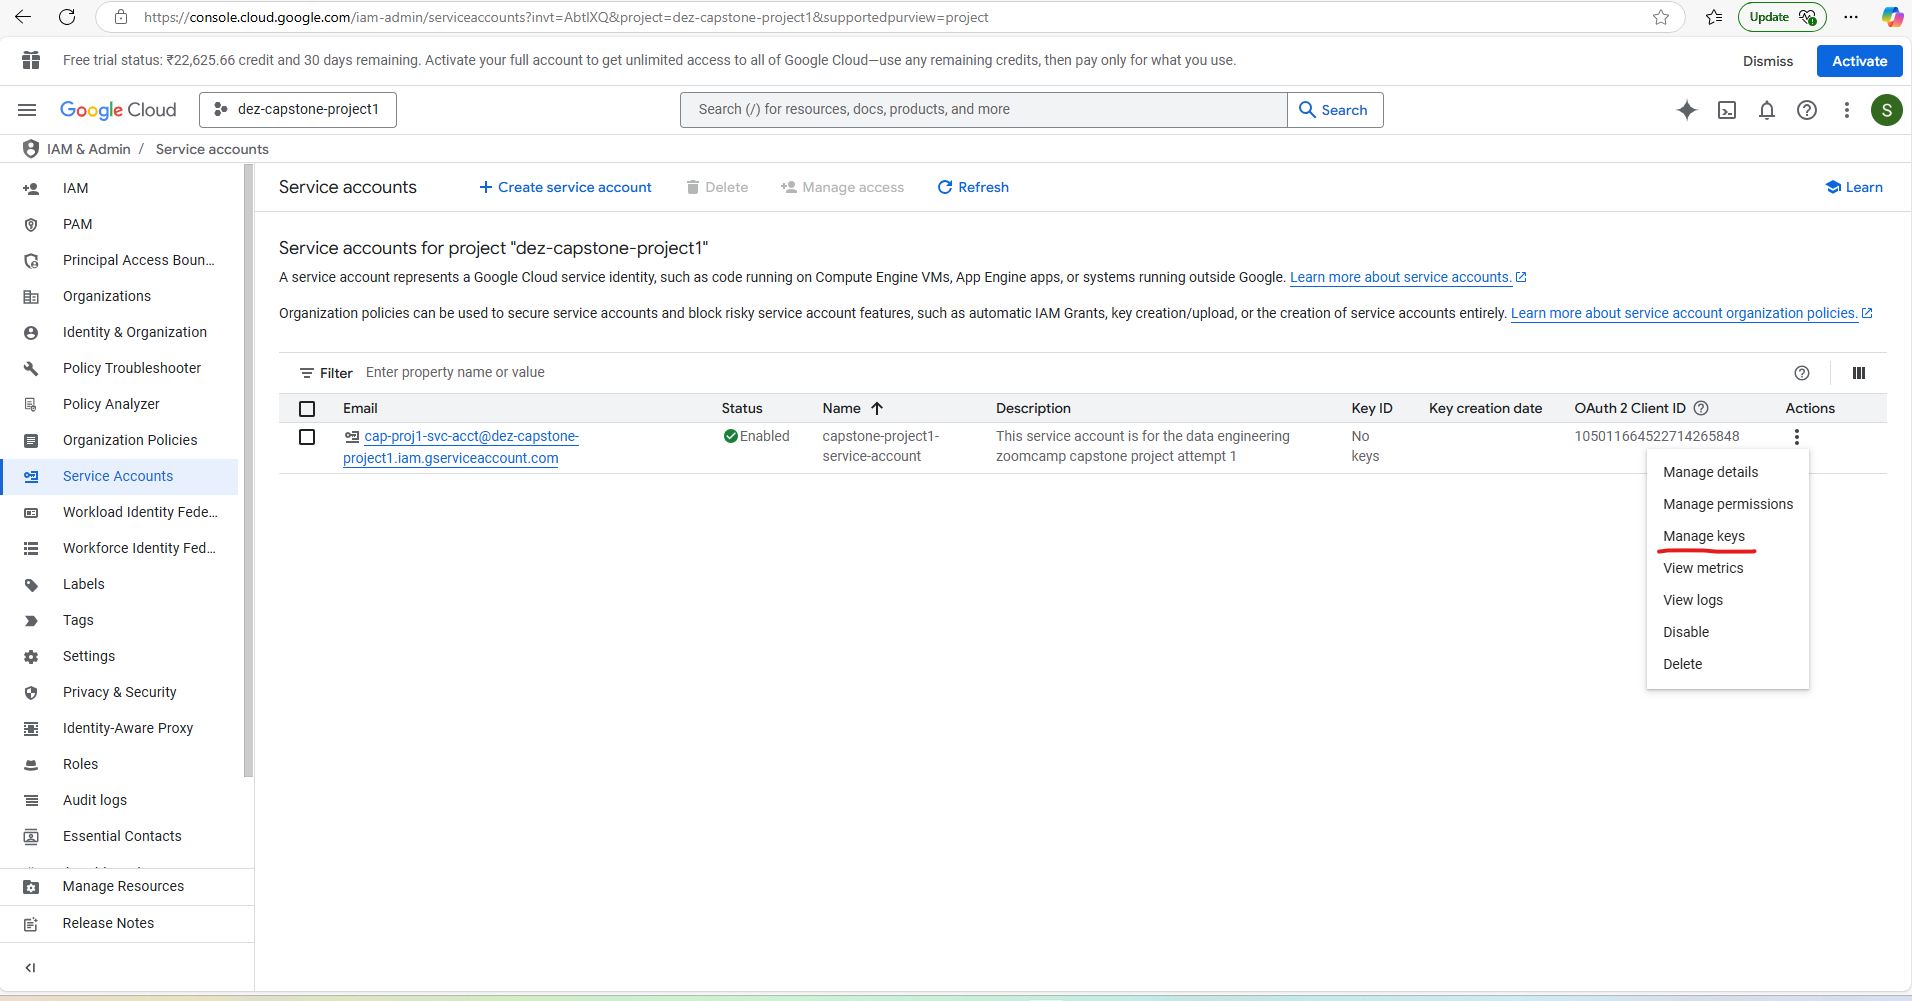 https://console.cloud.google.com/iam-admin/serviceaccounts?invt=AbtlXQ&project=dez-capstone-project1&supportedpurview=project
Update
Free trial status: ₹22,625.66 credit and 30 days remaining. Activate your full account to get unlimited access to all of Google Cloud—use any remaining credits, then pay only for what you use.
Dismiss
Activate
Google Cloud
dez-capstone-project1
Search (/) for resources, docs, products, and more
Search
S
IAM & Admin / Service accounts
IAM
PAM
Principal Access Boun...
Organizations
Identity & Organization
Policy Troubleshooter
Policy Analyzer
Organization Policies
Service Accounts
Workload Identity Fede...
Workforce Identity Fed...
Labels
Tags
Settings
Privacy & Security
Identity-Aware Proxy
Roles
Audit logs
Essential Contacts
Manage Resources
Release Notes
Service accounts
Create service account
Delete
Manage access
Refresh
Learn
Service accounts for project "dez-capstone-project1"
A service account represents a Google Cloud service identity, such as code running on Compute Engine VMs, App Engine apps, or systems running outside Google. Learn more about service accounts.
Organization policies can be used to secure service accounts and block risky service account features, such as automatic IAM Grants, key creation/upload, or the creation of service accounts entirely. Learn more about service account organization policies.
Filter Enter property name or value
Email Status Name Description Key ID Key creation date OAuth 2 Client ID Actions
cap-proj1-svc-acct@dez-capstone-
project1.iam.gserviceaccount.com
Enabled
capstone-project1-
service-account
This service account is for the data engineering
zoomcamp capstone project attempt 1
No
keys
105011664522714265848
Manage details
Manage permissions
Manage keys
View metrics
View logs
Disable
Delete